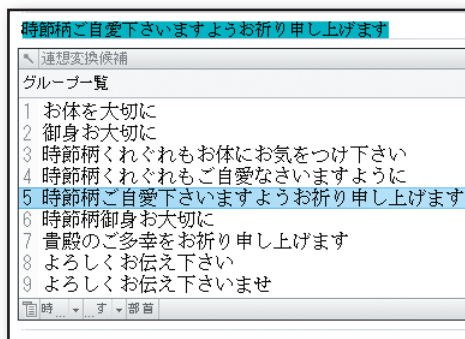 時節柄ご自愛下さいますようお祈り申し上げます
連想変換候補
グループ一覧
1 お体を大切に
2 御身お大切に
3 時節柄くれぐれもお体にお気をつけ下さい
4 時節柄くれぐれもご自愛なさいますように
5 時節柄ご自愛下さいますようお祈り申し上げます
6 時節柄御身お大切に
7 貴殿のご多幸をお祈り申し上げます
8 よろしくお伝え下さい
9 よろしくお伝え下さいませ
時... ...す 部首